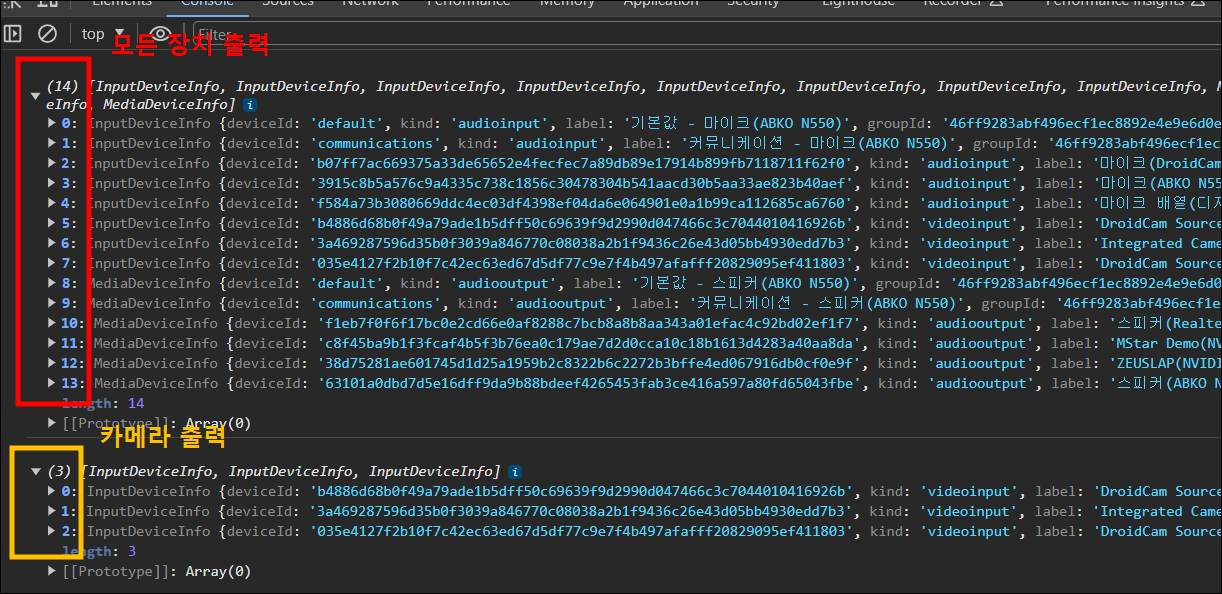 Elements Console Sources Network Performance Memory Application Security Lighthouse Recorder Performance insights
top ▼ Filter
모든 장치 출력
(14) [InputDeviceInfo, InputDeviceInfo, InputDeviceInfo, InputDeviceInfo, InputDeviceInfo, InputDeviceInfo, InputDeviceInfo, InputDeviceInfo, M
eInfo, MediaDeviceInfo] i
▶ 0: InputDeviceInfo {deviceId: 'default', kind: 'audioinput', label: '기본값 - 마이크(ABKO N550)', groupId: '46ff9283abf496ecf1ec8892e4e9e6d0e
▶ 1: InputDeviceInfo {deviceId: 'communications', kind: 'audioinput', label: '커뮤니케이션 - 마이크(ABKO N550)', groupId: '46ff9283abf496ecf1ec
▶ 2: InputDeviceInfo {deviceId: 'b07ff7ac669375a33de65652e4fecfec7a89db89e17914b899fb7118711f62f0', kind: 'audioinput', label: '마이크(DroidCam
▶ 3: InputDeviceInfo {deviceId: '3915c8b5a576c9a4335c738c1856c30478304b541aacd30b5aa33ae823b40aef', kind: 'audioinput', label: '마이크(ABKO N55
▶ 4: InputDeviceInfo {deviceId: 'f584a73b3080669ddc4ec03df4398ef04da6e064901e0a1b99ca112685ca6760', kind: 'audioinput', label: '마이크 배열(디지
▶ 5: InputDeviceInfo {deviceId: 'b4886d68b0f49a79ade1b5dff50c69639f9d2990d047466c3c7044010416926b', kind: 'videoinput', label: 'DroidCam Sourc
▶ 6: InputDeviceInfo {deviceId: '3a469287596d35b0f3039a846770c08038a2b1f9436c26e43d05bb4930edd7b3', kind: 'videoinput', label: 'Integrated Came
▶ 7: InputDeviceInfo {deviceId: '035e4127f2b10f7c42ec63ed67d5df77c9e7f4b497afafff20829095ef411803', kind: 'videoinput', label: 'DroidCam Sourc
▶ 8: MediaDeviceInfo {deviceId: 'default', kind: 'audiooutput', label: '기본값 - 스피커(ABKO N550)', groupId: '46ff9283abf496ecf1ec8892e4e9e6d0
▶ 9: MediaDeviceInfo {deviceId: 'communications', kind: 'audiooutput', label: '커뮤니케이션 - 스피커(ABKO N550)', groupId: '46ff9283abf496ecf1
▶ 10: MediaDeviceInfo {deviceId: 'f1eb7f0f6f17bc0e2cd66e0af8288c7bcb8a8b8aa343a01efac4c92bd02ef1f7', kind: 'audiooutput', label: '스피커(Realte
▶ 11: MediaDeviceInfo {deviceId: 'c8f45ba9b1f3fcaf4b5f3b76ea0c179ae7d2d0cca10c18b1613d4283a40aa8da', kind: 'audiooutput', label: 'MStar Demo(NV
▶ 12: MediaDeviceInfo {deviceId: '38d75281ae601745d1d25a1959b2c8322b6c2272b3bffe4ed067916db0cf0e9f', kind: 'audiooutput', label: 'ZEUSLAP(NVIDI
▶ 13: MediaDeviceInfo {deviceId: '63101a0dbd7d5e16dff9da9b88bdeef4265453fab3ce416a597a80fd65043fbe', kind: 'audiooutput', label: '스피커(ABKO N
length: 14
▶ [[Prototype]]: Array(0)
카메라 출력
▼ (3) [InputDeviceInfo, InputDeviceInfo, InputDeviceInfo] i
▶ 0: InputDeviceInfo {deviceId: 'b4886d68b0f49a79ade1b5dff50c69639f9d2990d047466c3c7044010416926b', kind: 'videoinput', label: 'DroidCam Sourc
▶ 1: InputDeviceInfo {deviceId: '3a469287596d35b0f3039a846770c08038a2b1f9436c26e43d05bb4930edd7b3', kind: 'videoinput', label: 'Integrated Came
▶ 2: InputDeviceInfo {deviceId: '035e4127f2b10f7c42ec63ed67d5df77c9e7f4b497afafff20829095ef411803', kind: 'videoinput', label: 'DroidCam Sourc
length: 3
▶ [[Prototype]]: Array(0)